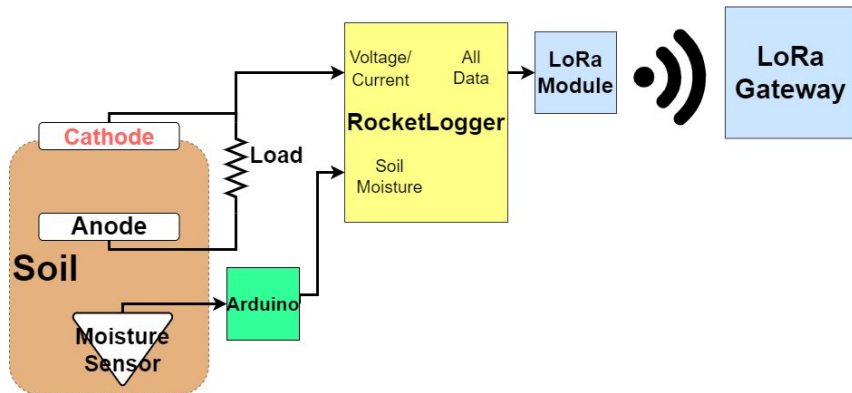 Cathode
Anode
Soil
Moisture
Sensor
Load
Arduino
Voltage/
Current
All
Data
RocketLogger
Soil
Moisture
LoRa
Module
LoRa
Gateway